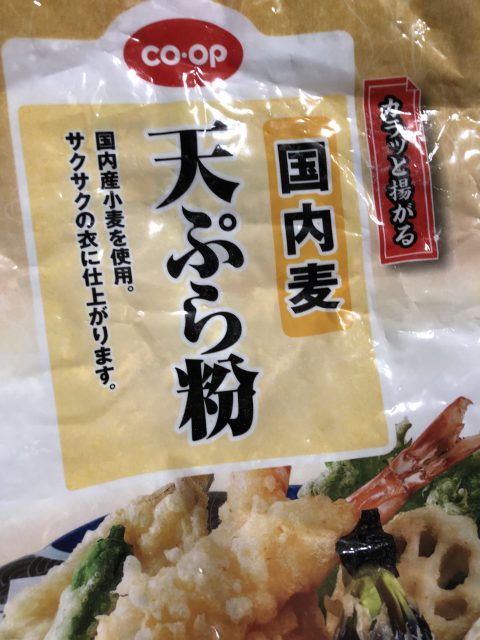 CO·OP
カラッと揚がる
国内麦
天ぷら粉
国内産小麦を使用。
サクサクの衣に仕上がります。